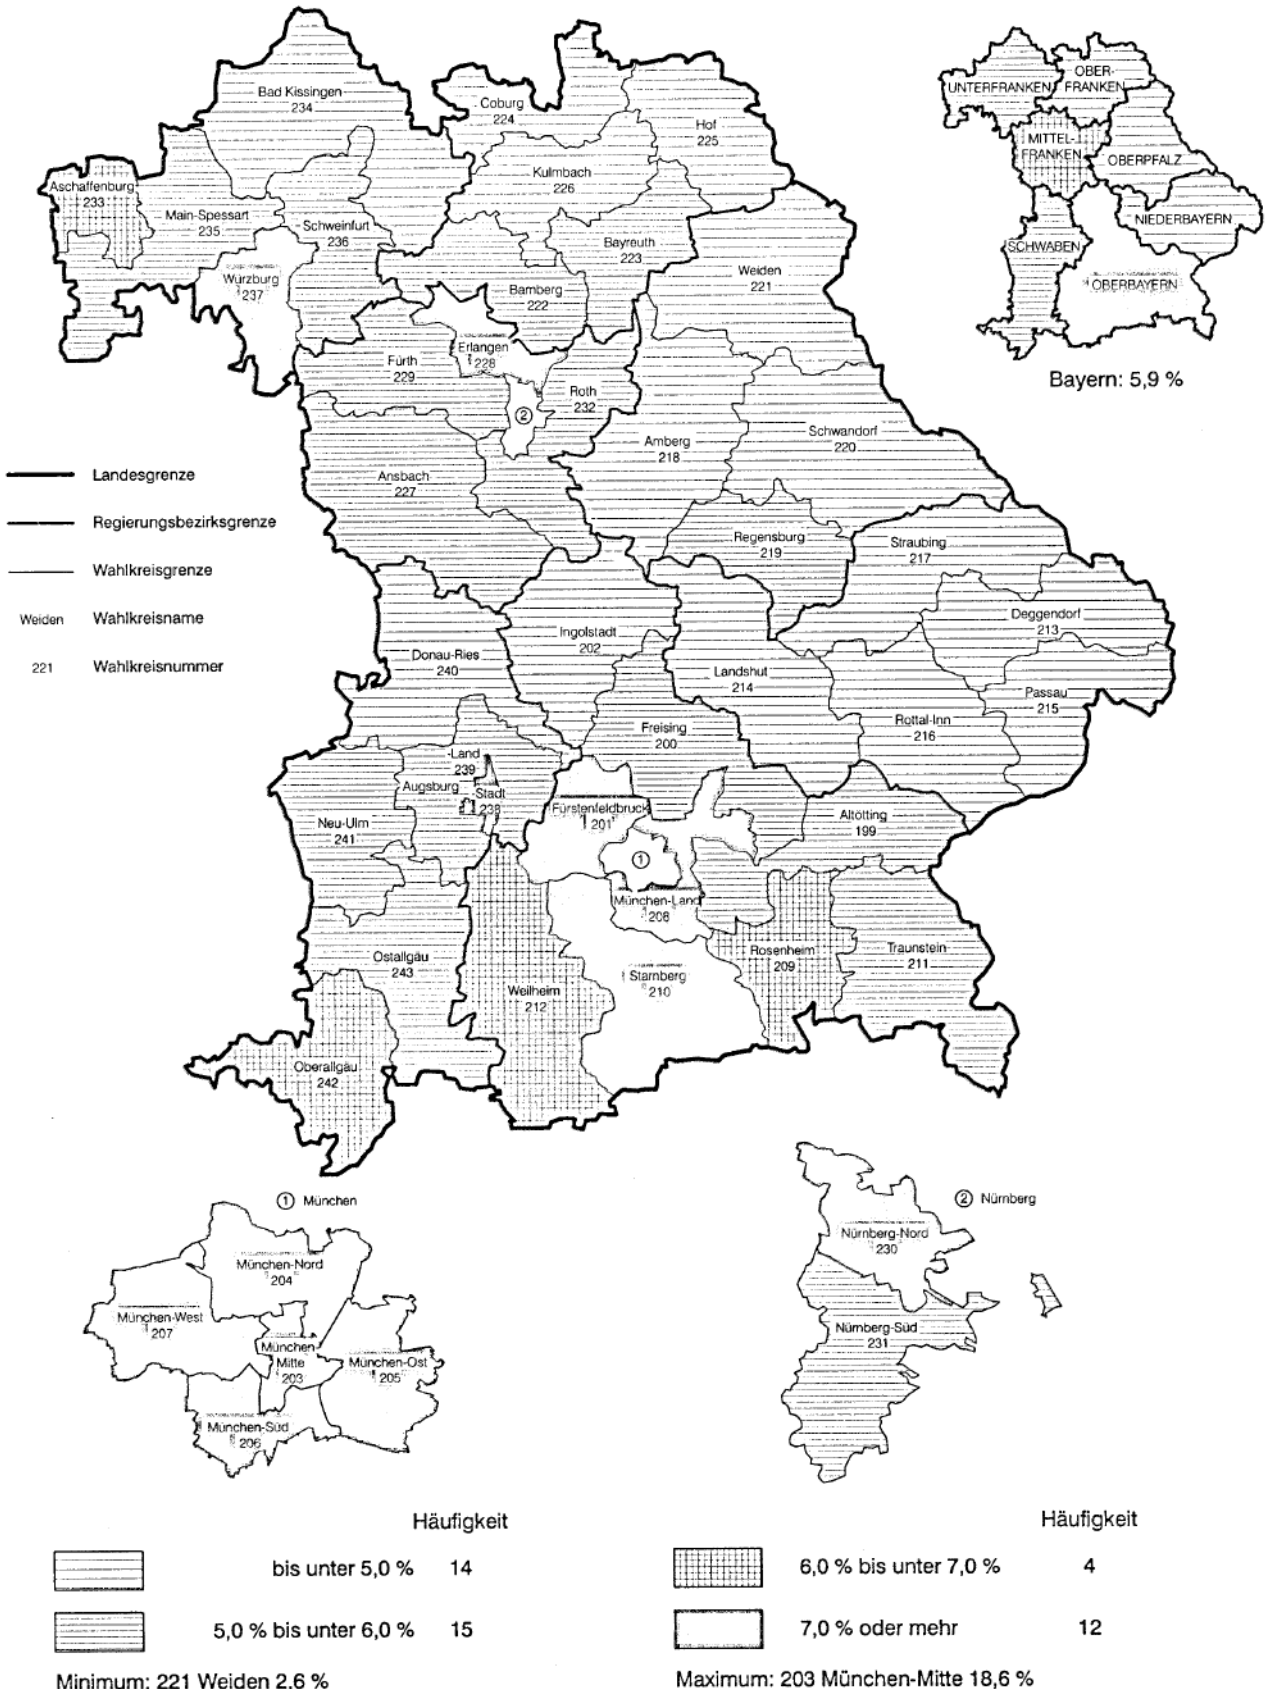 Bad Kissingen
234
Coburg
224
Hof
225
Kulmbach
226
Aschaffenburg
233
Main-Spessart
235
Schweinfurt
236
Bayreuth
223
Würzburg
237
Bamberg
222
Weiden
221
Erlangen
228
Fürth
229
Roth
232
②
Schwandorf
220
Amberg
218
Ansbach
227
Regensburg
219
Straubing
217
Deggendorf
213
Ingolstadt
202
Donau-Ries
240
Landshut
214
Passau
215
Rottal-Inn
216
Freising
200
-Land
239
Augsburg
-Stadt
238
Fürstenfeldbruck
201
Altötting
199
Neu-Ulm
241
①
München-Land
208
Rosenheim
209
Traunstein
211
Ostallgäu
243
Starnberg
210
Weilheim
212
Oberallgäu
242
UNTERFRANKEN
OBER-
FRANKEN
MITTEL-
FRANKEN
OBERPFALZ
NIEDERBAYERN
SCHWABEN
OBERBAYERN
Bayern: 5,9 %
Landesgrenze
Regierungsbezirksgrenze
Wahlkreisgrenze
Weiden Wahlkreisname
221 Wahlkreisnummer
① München
München-Nord
204
München-West
207
München-
Mitte
203
München-Ost
205
München-Süd
206
② Nürnberg
Nürnberg-Nord
230
Nürnberg-Süd
231
Häufigkeit
bis unter 5,0 % 14
5,0 % bis unter 6,0 % 15
Minimum: 221 Weiden 2,6 %
Häufigkeit
6,0 % bis unter 7,0 % 4
7,0 % oder mehr 12
Maximum: 203 München-Mitte 18,6 %